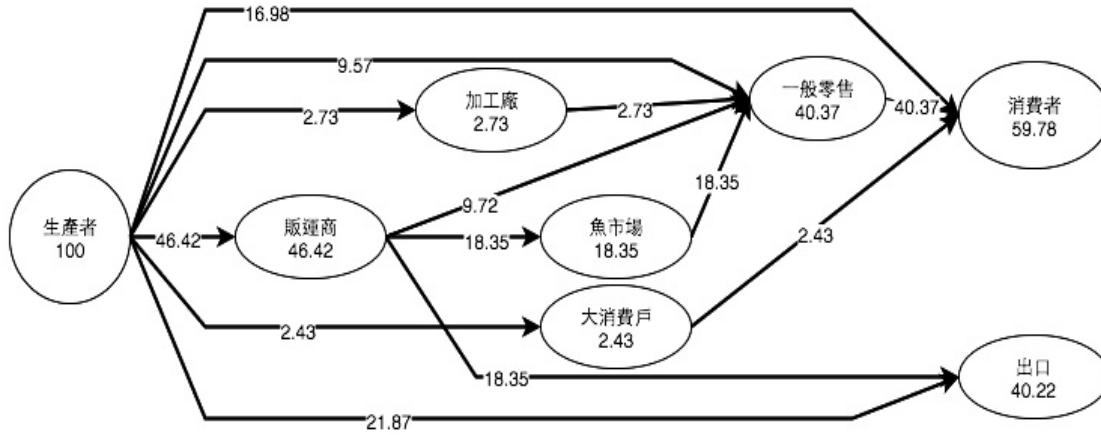 16.98
9.57
一般零售
40.37
40.37
消費者
59.78
加工廠
2.73
2.73
2.73
生產者
100
46.42
販運商
46.42
9.72
18.35
18.35
魚市場
18.35
2.43
2.43
大消費戶
2.43
18.35
出口
40.22
21.87